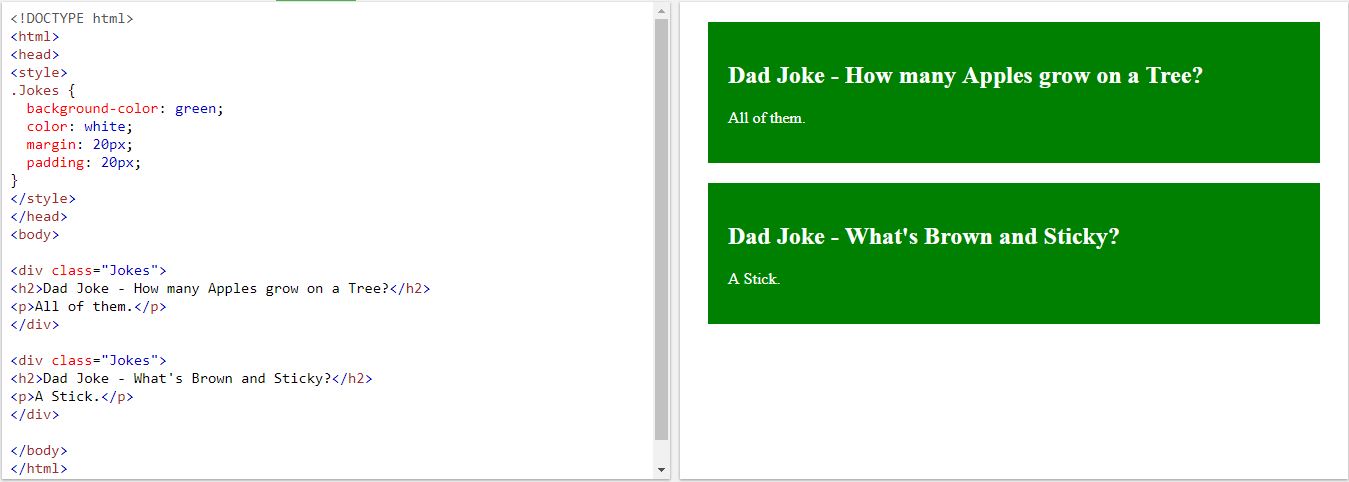 <!DOCTYPE html>
<html>
<head>
<style>
.Jokes {
  background-color: green;
  color: white;
  margin: 20px;
  padding: 20px;
}
</style>
</head>
<body>

<div class="Jokes">
<h2>Dad Joke - How many Apples grow on a Tree?</h2>
<p>All of them.</p>
</div>

<div class="Jokes">
<h2>Dad Joke - What's Brown and Sticky?</h2>
<p>A Stick.</p>
</div>

</body>
</html>
Dad Joke - How many Apples grow on a Tree?
All of them.
Dad Joke - What's Brown and Sticky?
A Stick.